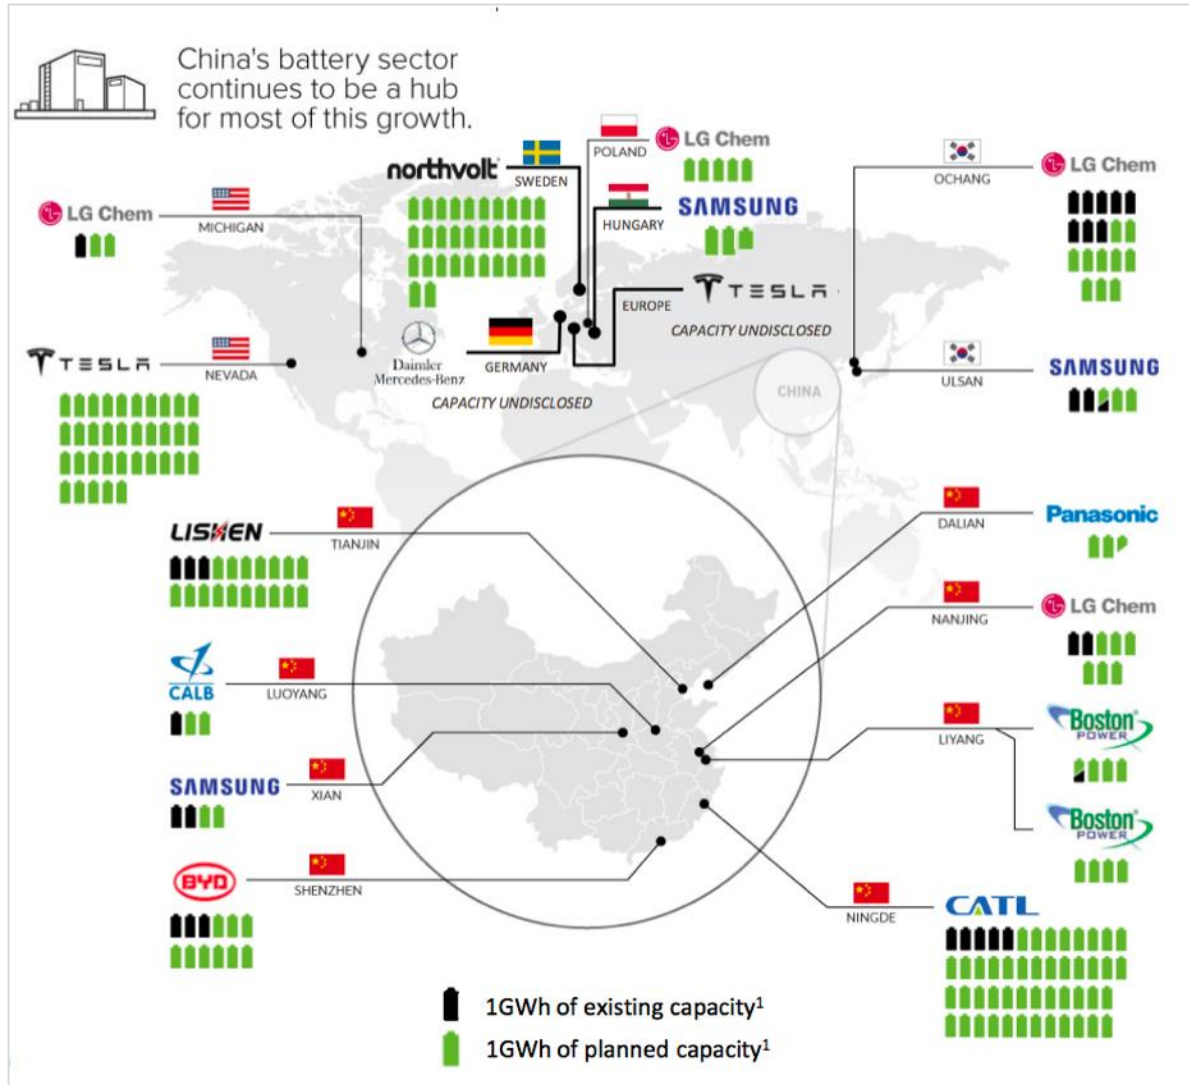 China's battery sector
continues to be a hub
for most of this growth.
POLAND
LG Chem
northvolt
SWEDEN
OCHANG
LG Chem
LG Chem
MICHIGAN
HUNGARY
SAMSUNG
EUROPE
TESLA
CAPACITY UNDISCLOSED
TESLA
NEVADA
Daimler
Mercedes-Benz
GERMANY
CAPACITY UNDISCLOSED
CHINA
ULSAN
SAMSUNG
LISHEN
TIANJIN
DALIAN
Panasonic
NANJING
LG Chem
CALB
LUOYANG
LIYANG
Boston®
POWER
SAMSUNG
XIAN
Boston®
POWER
BYD
SHENZHEN
NINGDE
CATL
1GWh of existing capacity¹
1GWh of planned capacity¹